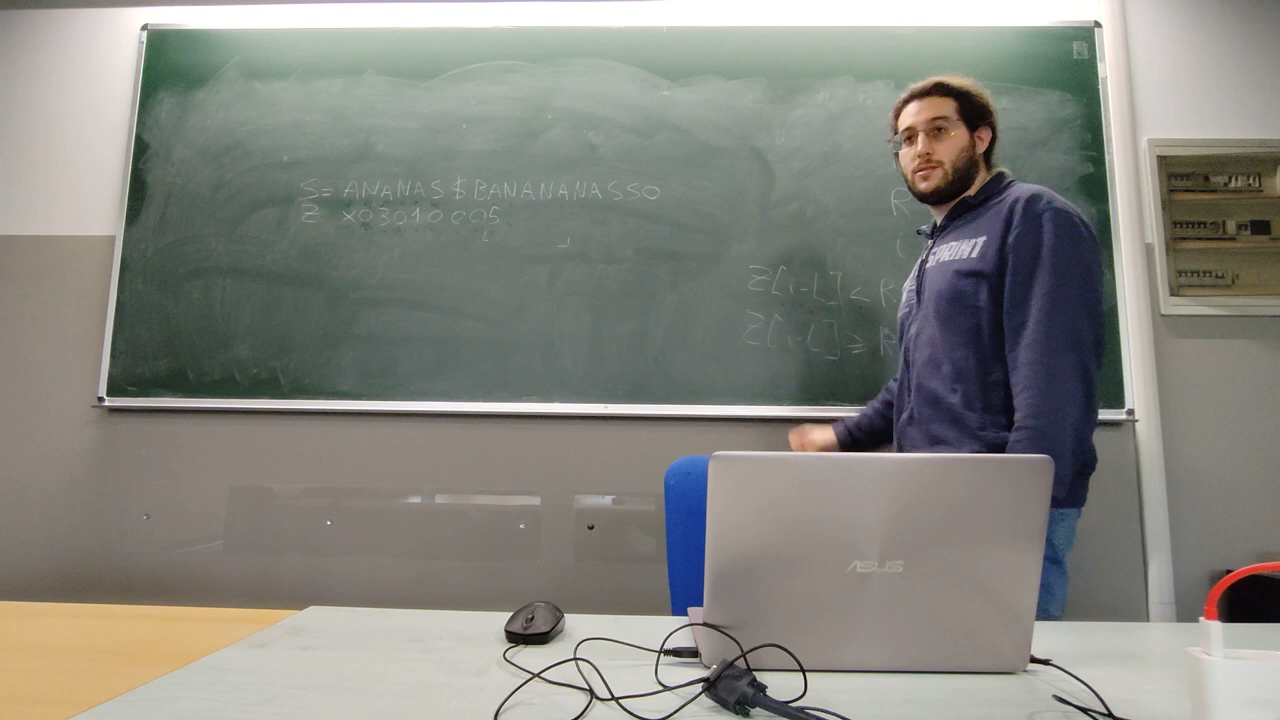 S= ANANAS$BANANANASSO
Z X03010005
L
R
Z[i-L] < R
Z[i-L] ≥ R
SPRINT
ASUS